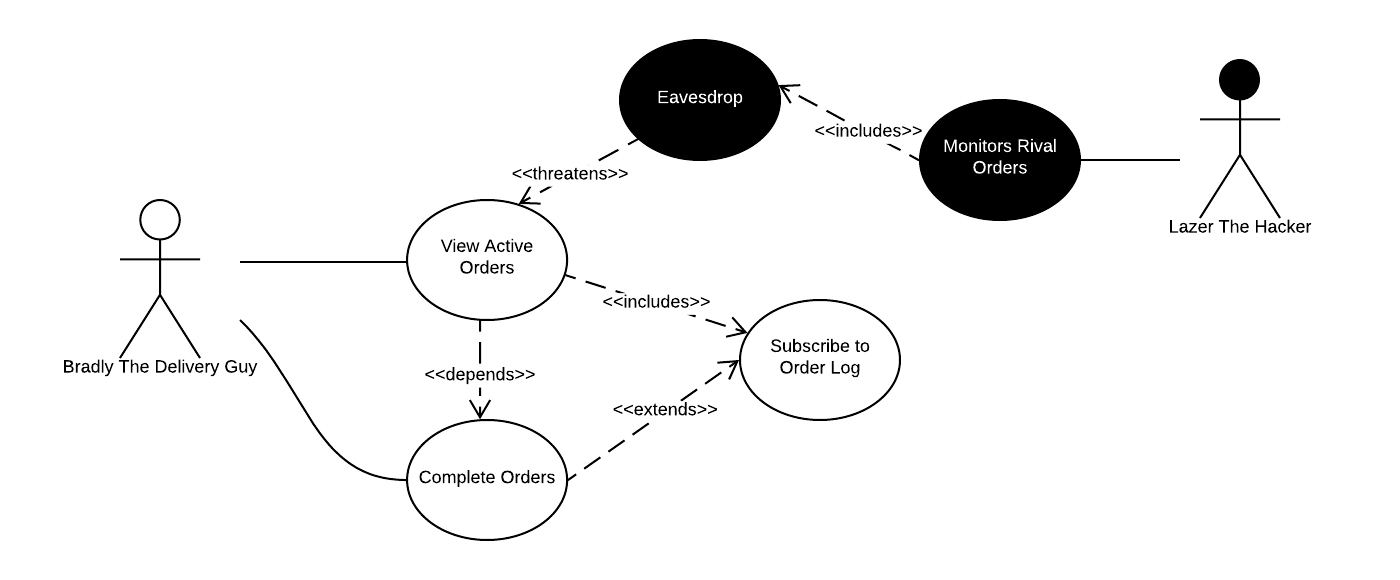 Eavesdrop
<<includes>>
Monitors Rival
Orders
<<threatens>>
Lazer The Hacker
View Active
Orders
<<includes>>
Subscribe to
Order Log
Bradly The Delivery Guy
<<depends>>
<<extends>>
Complete Orders